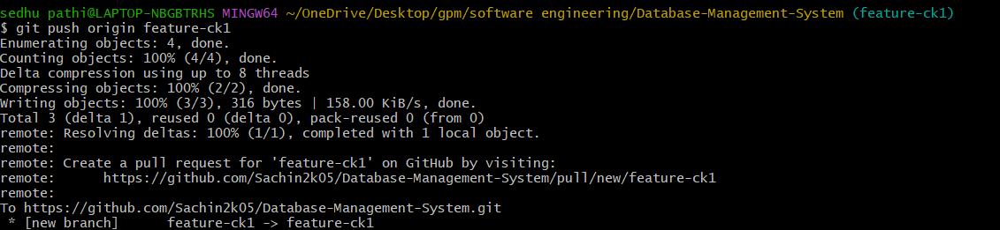 sedhu pathi@LAPTOP-NBGBTRHS MINGW64 ~/OneDrive/Desktop/gpm/software engineering/Database-Management-System (feature-ck1)
$ git push origin feature-ck1
Enumerating objects: 4, done.
Counting objects: 100% (4/4), done.
Delta compression using up to 8 threads
Compressing objects: 100% (2/2), done.
Writing objects: 100% (3/3), 316 bytes | 158.00 KiB/s, done.
Total 3 (delta 1), reused 0 (delta 0), pack-reused 0 (from 0)
remote: Resolving deltas: 100% (1/1), completed with 1 local object.
remote:
remote: Create a pull request for 'feature-ck1' on GitHub by visiting:
remote:      https://github.com/Sachin2k05/Database-Management-System/pull/new/feature-ck1
remote:
To https://github.com/Sachin2k05/Database-Management-System.git
 * [new branch]      feature-ck1 -> feature-ck1